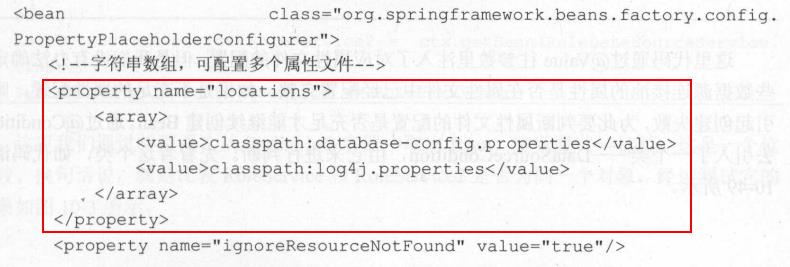 <bean class="org.springframework.beans.factory.config.
PropertyPlaceholderConfigurer">
<!--字符串数组，可配置多个属性文件-->
<property name="locations">
<array>
<value>classpath:database-config.properties</value>
<value>classpath:log4j.properties</value>
</array>
</property>
<property name="ignoreResourceNotFound" value="true"/>